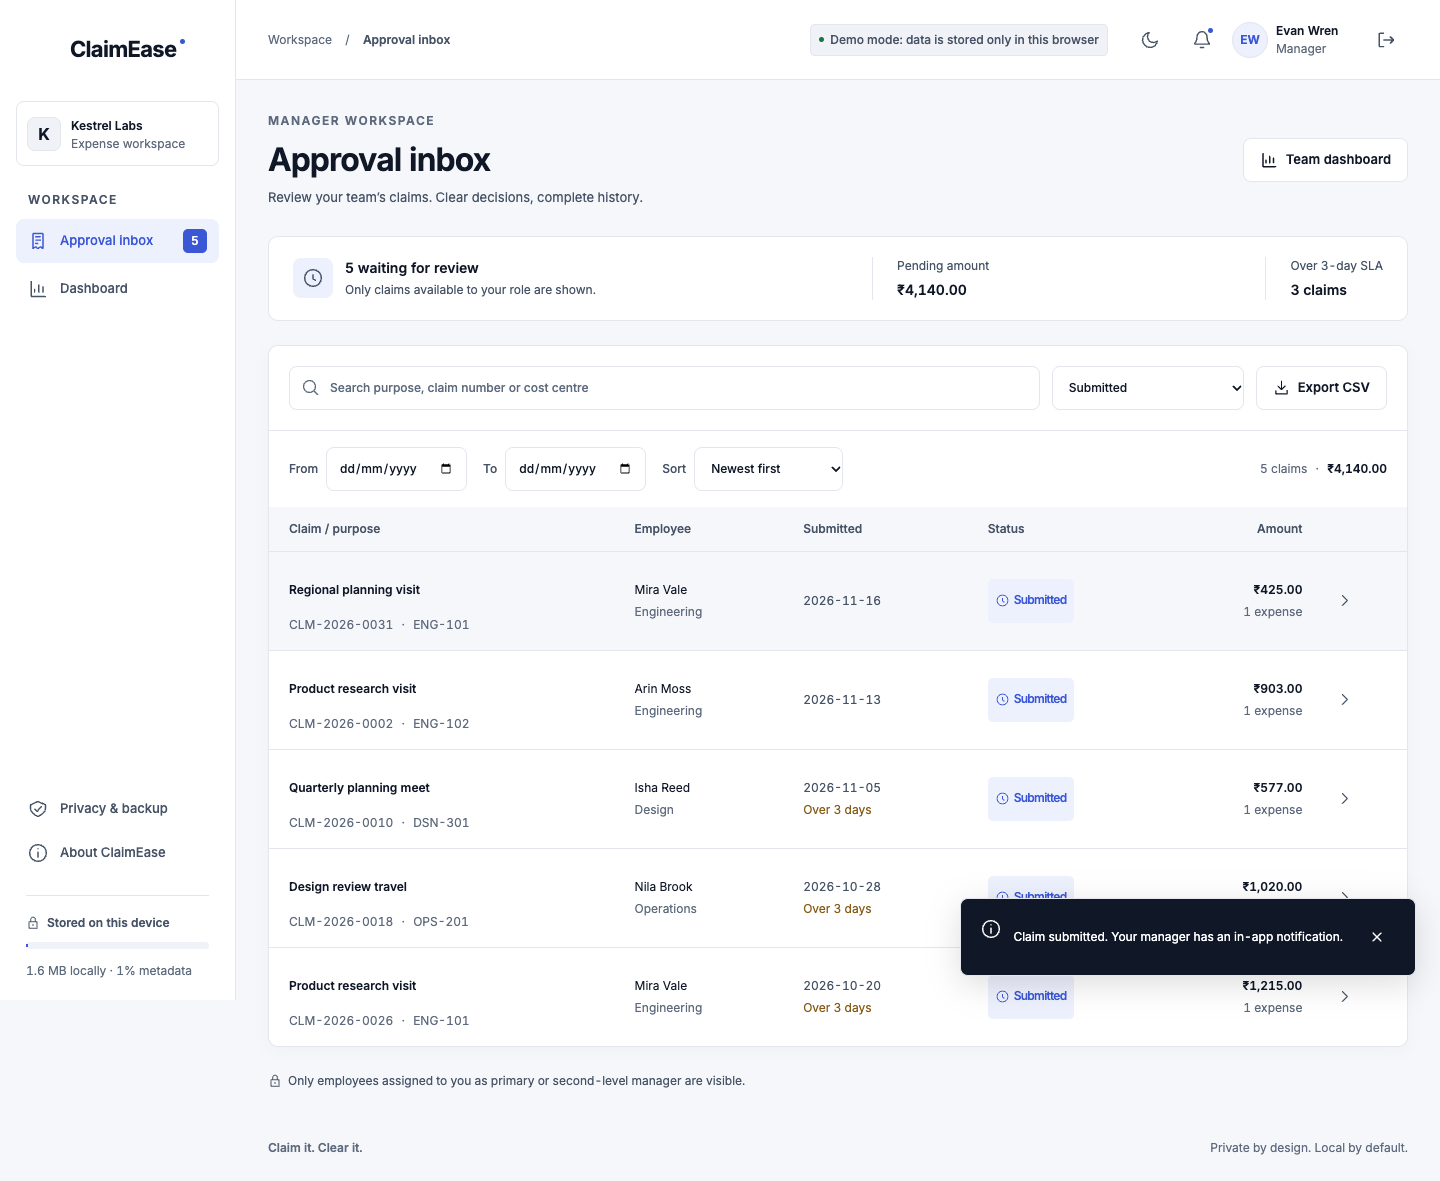 ClaimEase
Workspace / Approval inbox
Demo mode: data is stored only in this browser
EW
Evan Wren
Manager
K
Kestrel Labs
Expense workspace
WORKSPACE
Approval inbox 5
Dashboard
Privacy & backup
About ClaimEase
Stored on this device
1.6 MB locally · 1% metadata
MANAGER WORKSPACE
Approval inbox
Review your team’s claims. Clear decisions, complete history.
Team dashboard
5 waiting for review
Only claims available to your role are shown.
Pending amount
₹4,140.00
Over 3-day SLA
3 claims
Search purpose, claim number or cost centre
Submitted
Export CSV
From dd/mm/yyyy To dd/mm/yyyy Sort Newest first
5 claims · ₹4,140.00
Claim / purpose Employee Submitted Status Amount
Regional planning visit
CLM-2026-0031 · ENG-101
Mira Vale
Engineering
2026-11-16
Submitted
₹425.00
1 expense
Product research visit
CLM-2026-0002 · ENG-102
Arin Moss
Engineering
2026-11-13
Submitted
₹903.00
1 expense
Quarterly planning meet
CLM-2026-0010 · DSN-301
Isha Reed
Design
2026-11-05
Over 3 days
Submitted
₹577.00
1 expense
Design review travel
CLM-2026-0018 · OPS-201
Nila Brook
Operations
2026-10-28
Over 3 days
Submitted
₹1,020.00
Claim submitted. Your manager has an in-app notification.
Product research visit
CLM-2026-0026 · ENG-101
Mira Vale
Engineering
2026-10-20
Over 3 days
Submitted
₹1,215.00
1 expense
Only employees assigned to you as primary or second-level manager are visible.
Claim it. Clear it.
Private by design. Local by default.